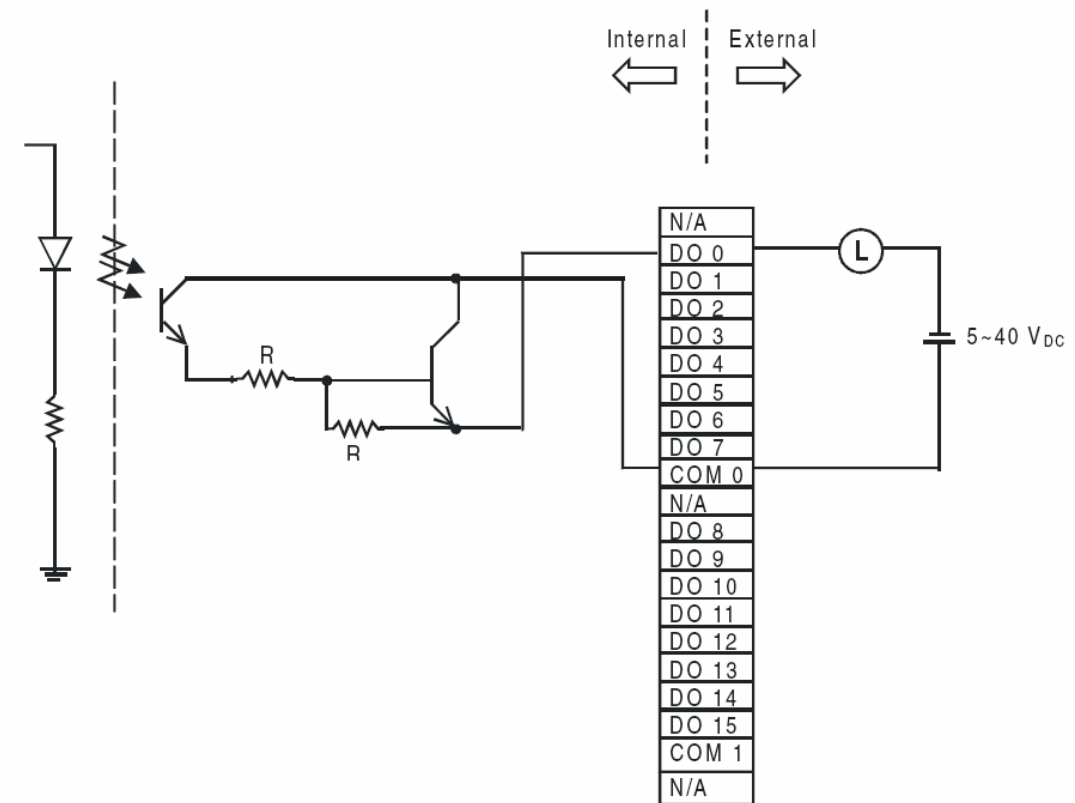 Internal
External
N/A
DO 0
L
DO 1
DO 2
DO 3
5~40 VDC
DO 4
R
DO 5
DO 6
R
DO 7
COM 0
N/A
DO 8
DO 9
DO 10
DO 11
DO 12
DO 13
DO 14
DO 15
COM 1
N/A